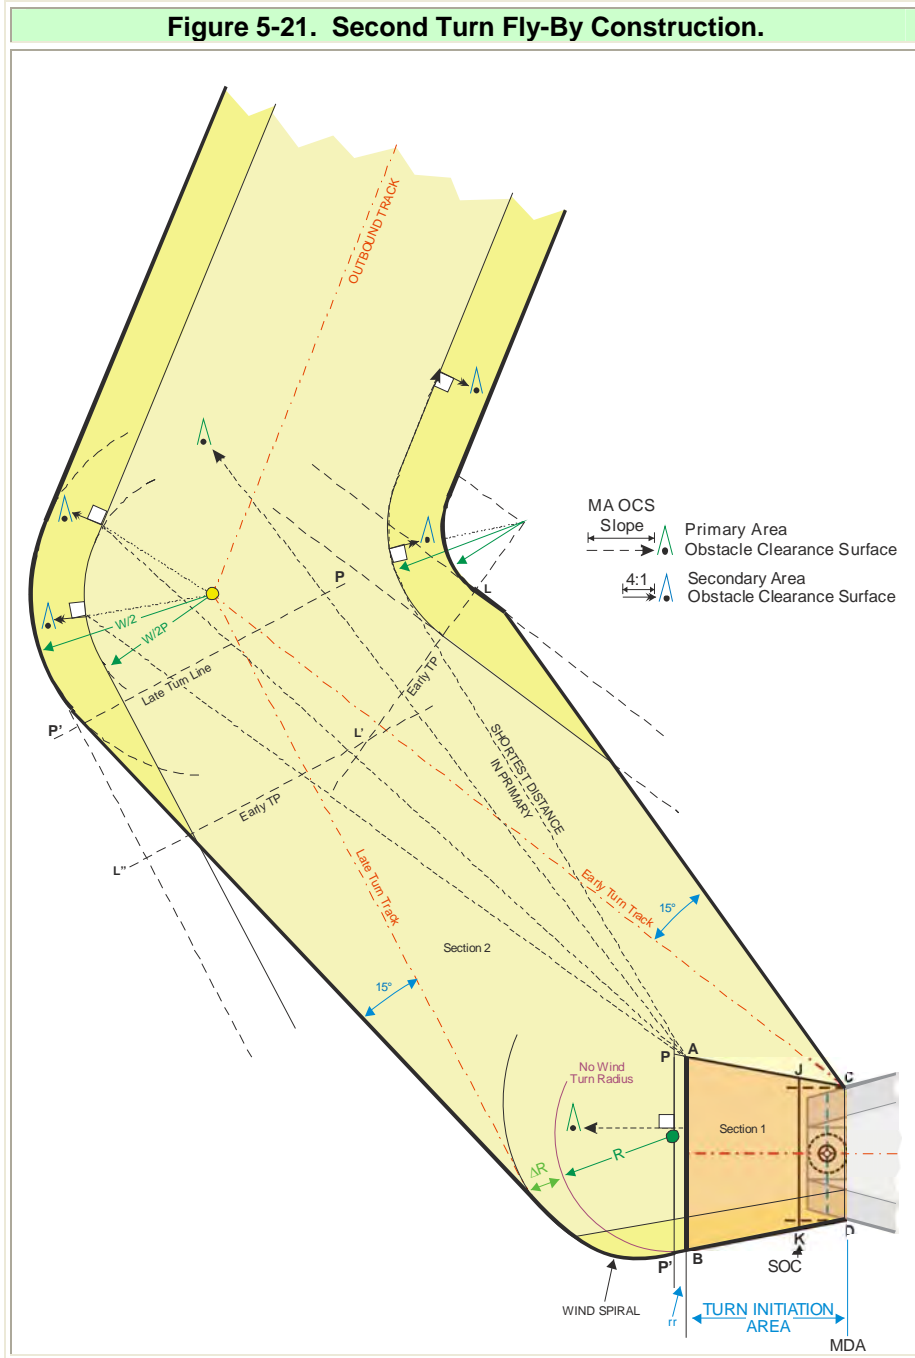 Figure 5-21.  Second Turn Fly-By Construction.
OUTBOUND TRACK
MA OCS
Slope
Primary Area
Obstacle Clearance Surface
4:1
Secondary Area
Obstacle Clearance Surface
P
L
W/2
W/2P
Late Turn Line
Early TP
P'
L'
Early TP
SHORTEST DISTANCE
IN PRIMARY
L"
Late Turn Track
Early Turn Track
15°
Section 2
15°
P
A
No Wind
Turn Radius
J
C
Section 1
R
ΔR
K
D
B
P'
SOC
WIND SPIRAL
rr
TURN INITIATION
AREA
MDA